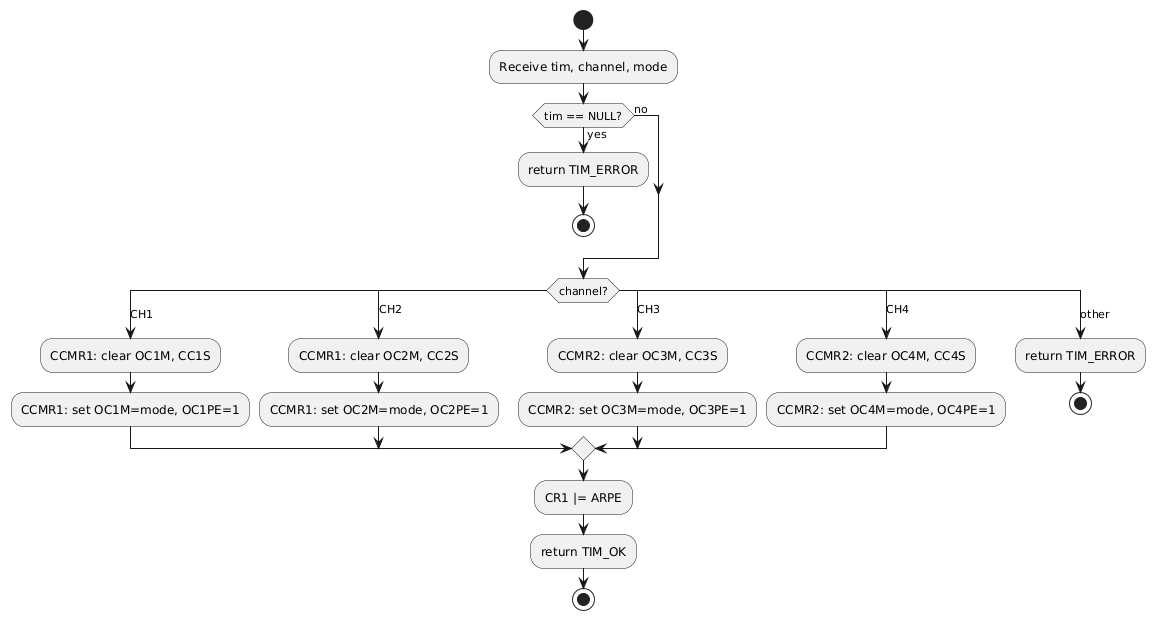 Receive tim, channel, mode
tim == NULL?
no
yes
return TIM_ERROR
channel?
CH1
CH2
CH3
CH4
other
CCMR1: clear OC1M, CC1S
CCMR1: clear OC2M, CC2S
CCMR2: clear OC3M, CC3S
CCMR2: clear OC4M, CC4S
return TIM_ERROR
CCMR1: set OC1M=mode, OC1PE=1
CCMR1: set OC2M=mode, OC2PE=1
CCMR2: set OC3M=mode, OC3PE=1
CCMR2: set OC4M=mode, OC4PE=1
CR1 |= ARPE
return TIM_OK